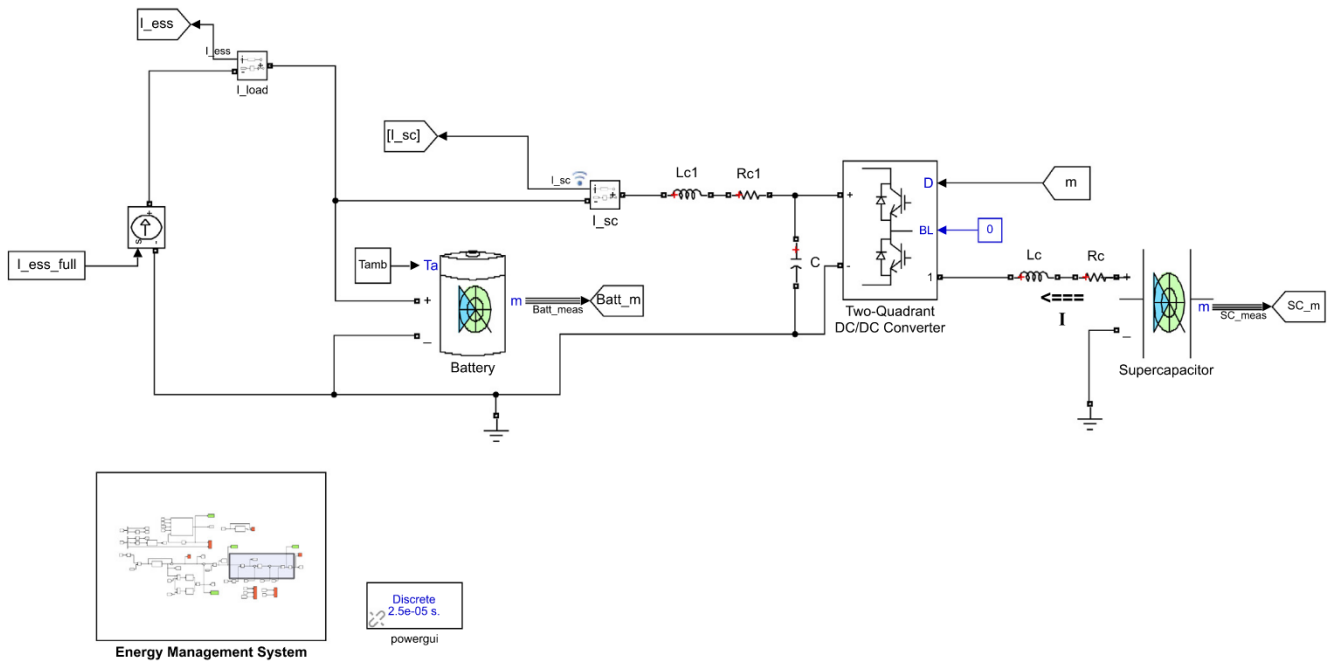 I_ess
I_ess
I_load
[I_sc]
I_sc
I_sc
Lc1
Rc1
+
-
D
BL
1
m
0
C
Two-Quadrant
DC/DC Converter
Lc
Rc
<===
I
+
_
m
SC_meas
SC_m
Supercapacitor
+
s
-
I_ess_full
Tamb
Ta
+
_
m
Batt_meas
Batt_m
Battery
Energy Management System
Discrete
2.5e-05 s.
powergui